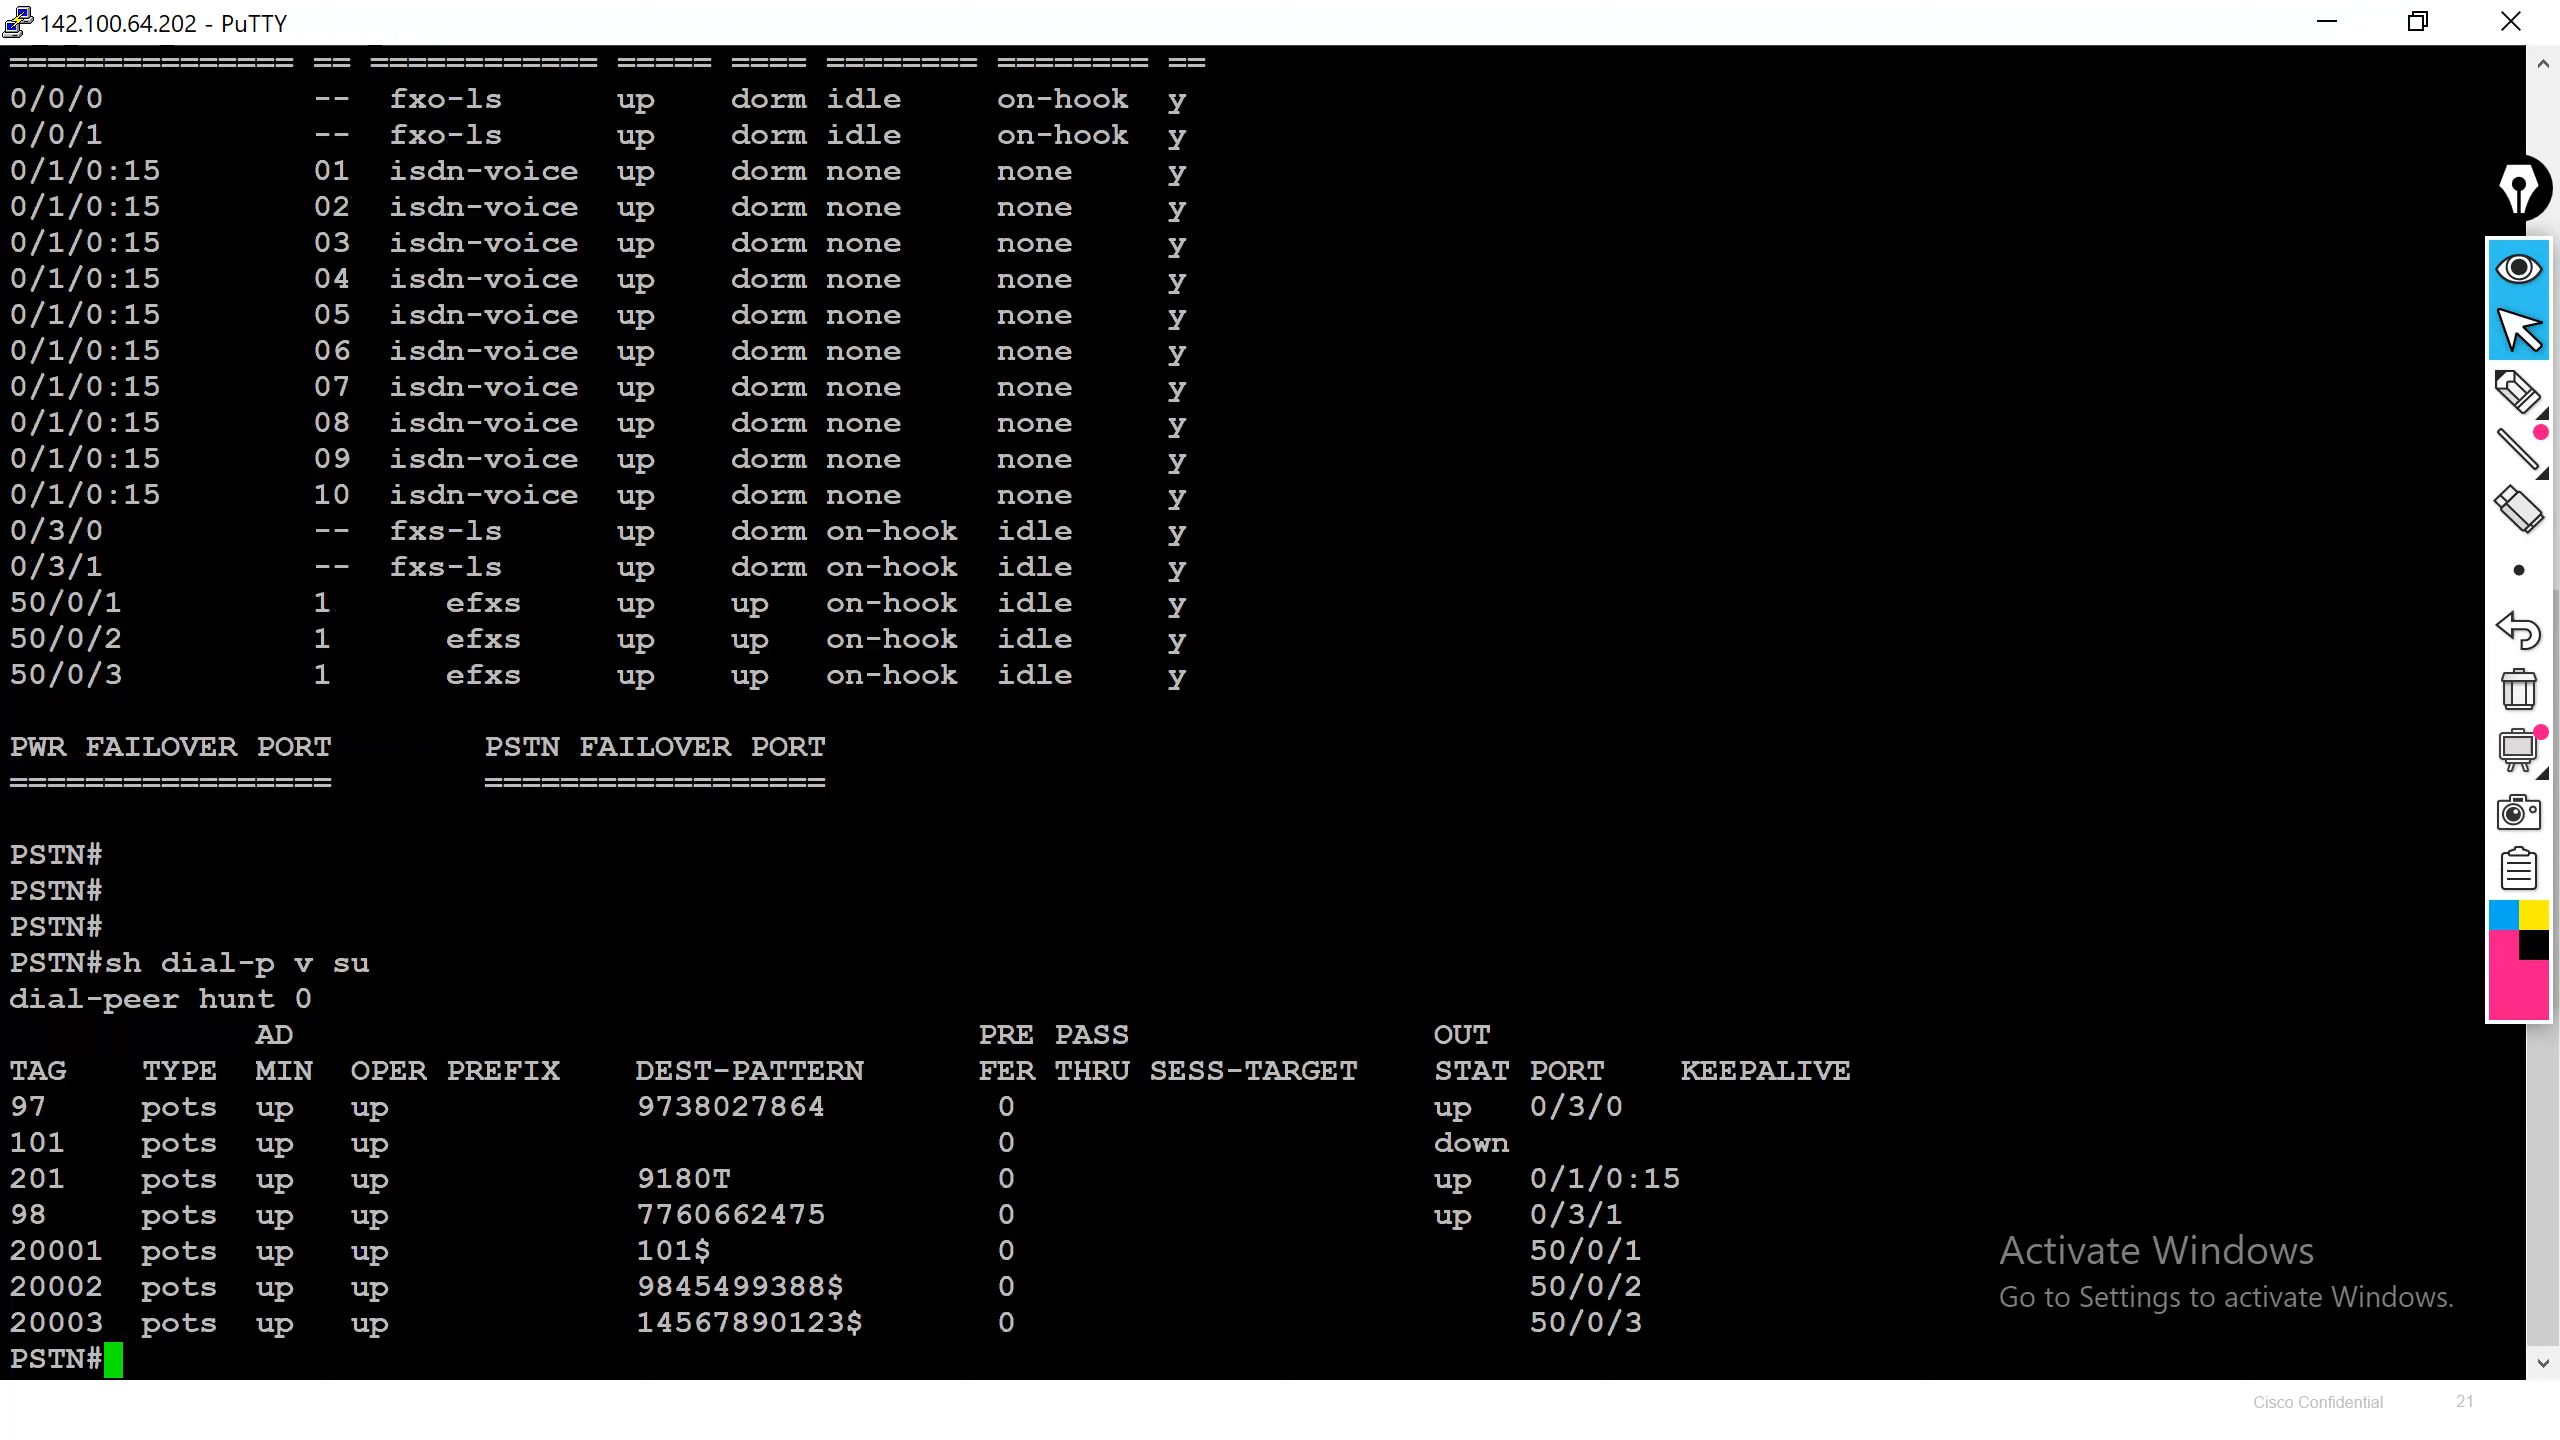 142.100.64.202 - PuTTY
=============== == ============ ===== ==== ======== ======== ==
0/0/0           --  fxo-ls      up    dorm idle     on-hook  y
0/0/1           --  fxo-ls      up    dorm idle     on-hook  y
0/1/0:15        01  isdn-voice  up    dorm none     none     y
0/1/0:15        02  isdn-voice  up    dorm none     none     y
0/1/0:15        03  isdn-voice  up    dorm none     none     y
0/1/0:15        04  isdn-voice  up    dorm none     none     y
0/1/0:15        05  isdn-voice  up    dorm none     none     y
0/1/0:15        06  isdn-voice  up    dorm none     none     y
0/1/0:15        07  isdn-voice  up    dorm none     none     y
0/1/0:15        08  isdn-voice  up    dorm none     none     y
0/1/0:15        09  isdn-voice  up    dorm none     none     y
0/1/0:15        10  isdn-voice  up    dorm none     none     y
0/3/0           --  fxs-ls      up    dorm on-hook  idle     y
0/3/1           --  fxs-ls      up    dorm on-hook  idle     y
50/0/1          1      efxs     up    up   on-hook  idle     y
50/0/2          1      efxs     up    up   on-hook  idle     y
50/0/3          1      efxs     up    up   on-hook  idle     y
PWR FAILOVER PORT        PSTN FAILOVER PORT
=================        ==================
PSTN#
PSTN#
PSTN#
PSTN#sh dial-p v su
dial-peer hunt 0
             AD                                    PRE PASS                OUT
TAG    TYPE  MIN  OPER PREFIX    DEST-PATTERN      FER THRU SESS-TARGET    STAT PORT    KEEPALIVE
97     pots  up   up             9738027864         0                      up   0/3/0
101    pots  up   up                                0                      down
201    pots  up   up             9180T              0                      up   0/1/0:15
98     pots  up   up             7760662475         0                      up   0/3/1
20001  pots  up   up             101$               0                           50/0/1
20002  pots  up   up             9845499388$        0                           50/0/2
20003  pots  up   up             14567890123$       0                           50/0/3
PSTN#
Activate Windows
Go to Settings to activate Windows.
Cisco Confidential 21